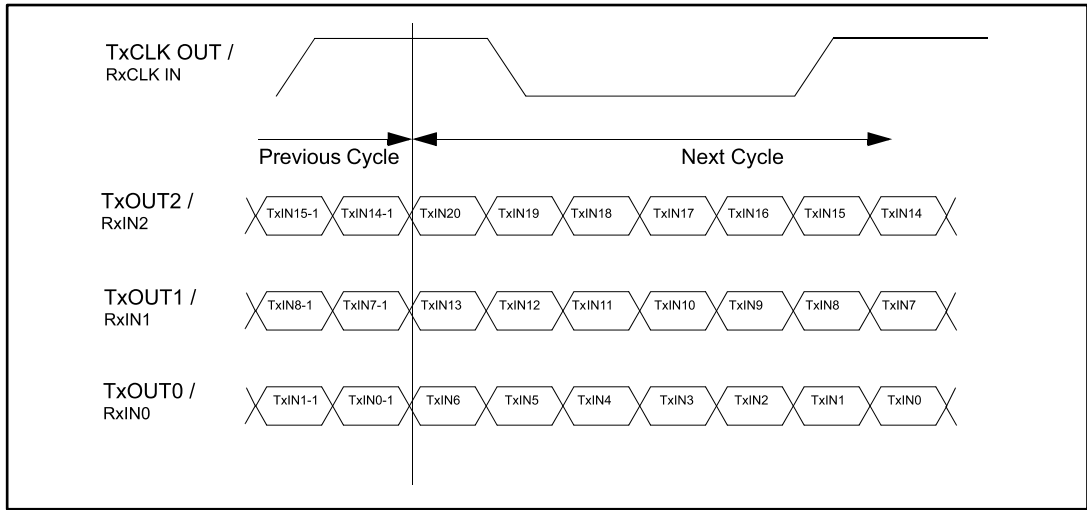 TxCLK OUT /
RxCLK IN
Previous Cycle
Next Cycle
TxOUT2 /
RxIN2
TxIN15-1 TxIN14-1 TxIN20 TxIN19 TxIN18 TxIN17 TxIN16 TxIN15 TxIN14
TxOUT1 /
RxIN1
TxIN8-1 TxIN7-1 TxIN13 TxIN12 TxIN11 TxIN10 TxIN9 TxIN8 TxIN7
TxOUT0 /
RxIN0
TxIN1-1 TxIN0-1 TxIN6 TxIN5 TxIN4 TxIN3 TxIN2 TxIN1 TxIN0